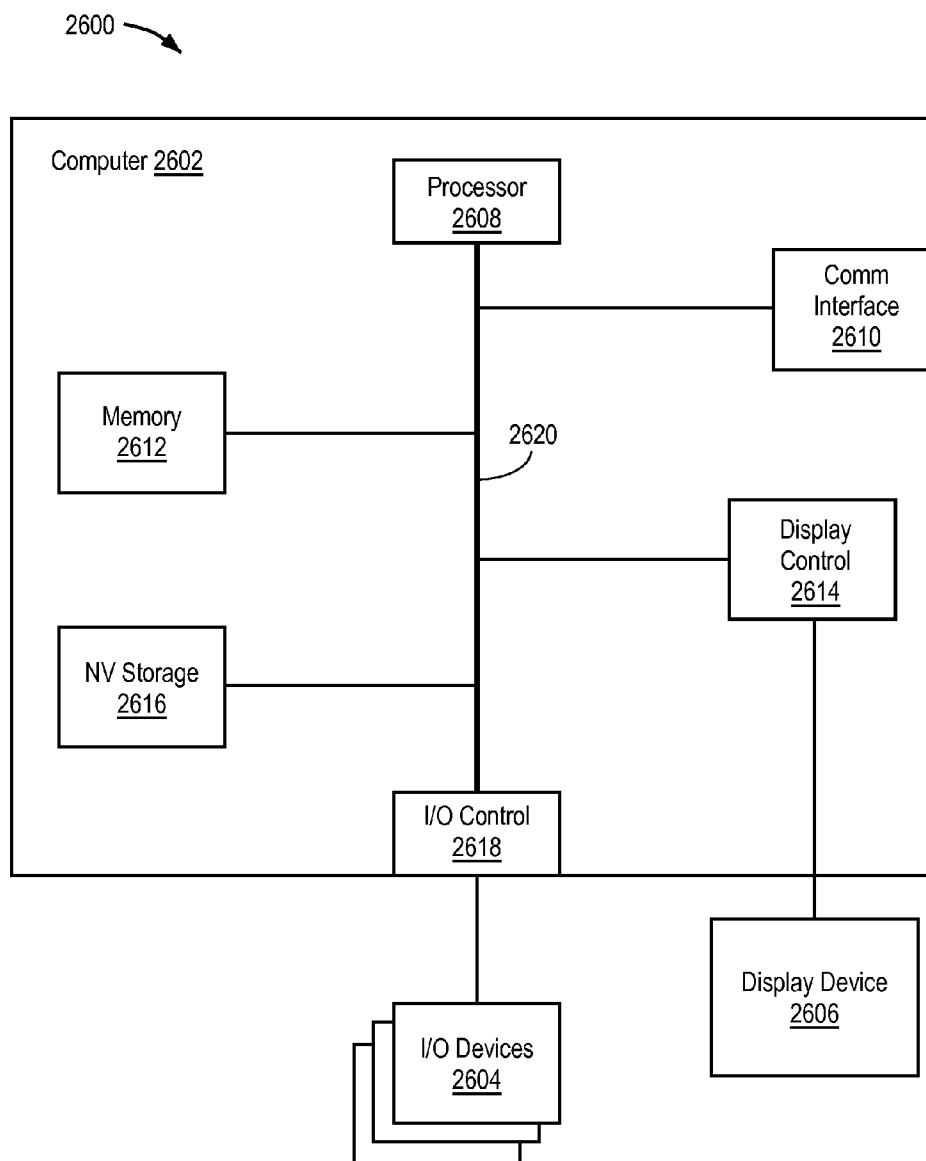 2600
Computer 2602
Processor
2608
Comm
Interface
2610
Memory
2612
2620
Display
Control
2614
NV Storage
2616
I/O Control
2618
Display Device
2606
I/O Devices
2604